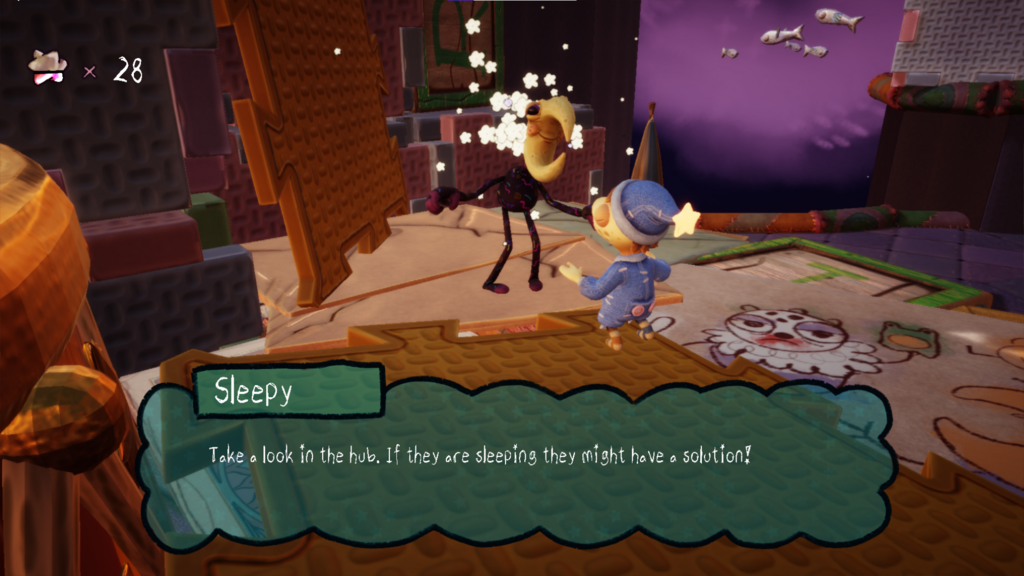 × 28
Sleepy
Take a look in the hub. If they are sleeping they might have a solution!